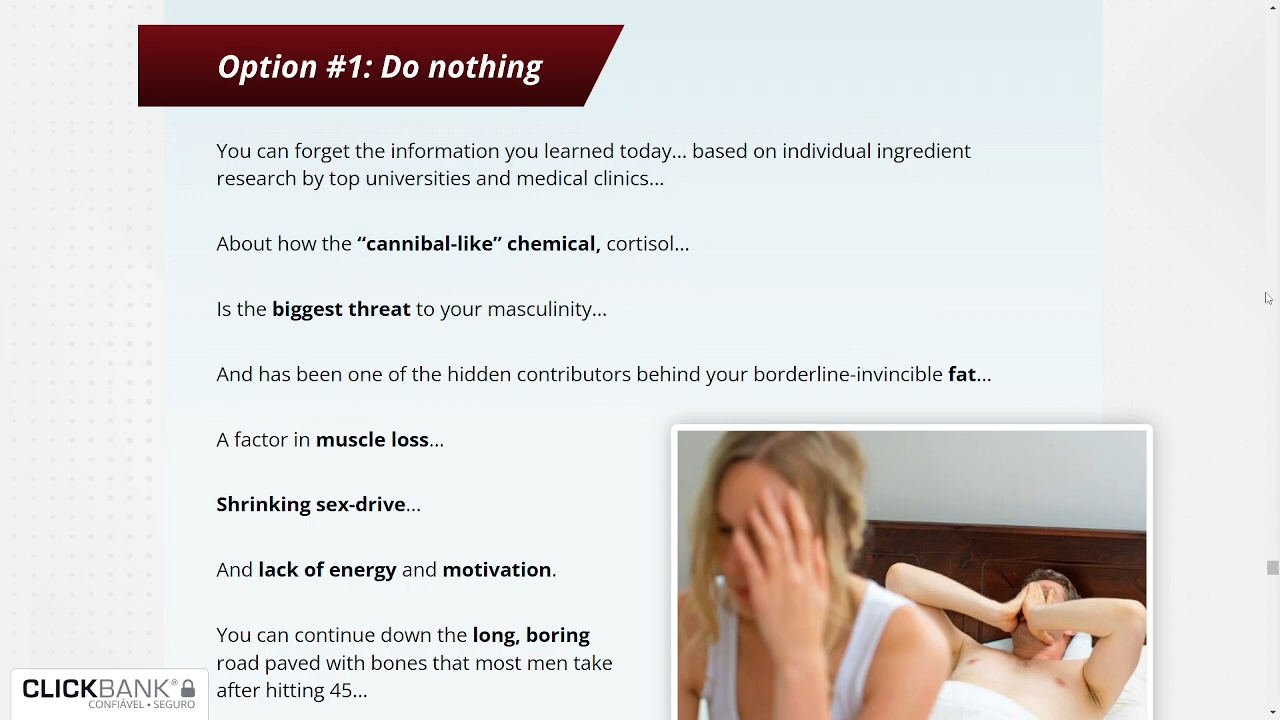 Option #1: Do nothing
You can forget the information you learned today... based on individual ingredient
research by top universities and medical clinics...
About how the “cannibal-like” chemical, cortisol...
Is the biggest threat to your masculinity...
And has been one of the hidden contributors behind your borderline-invincible fat...
A factor in muscle loss...
Shrinking sex-drive...
And lack of energy and motivation.
You can continue down the long, boring
road paved with bones that most men take
after hitting 45...
CLICKBANK®
CONFIÁVEL • SEGURO